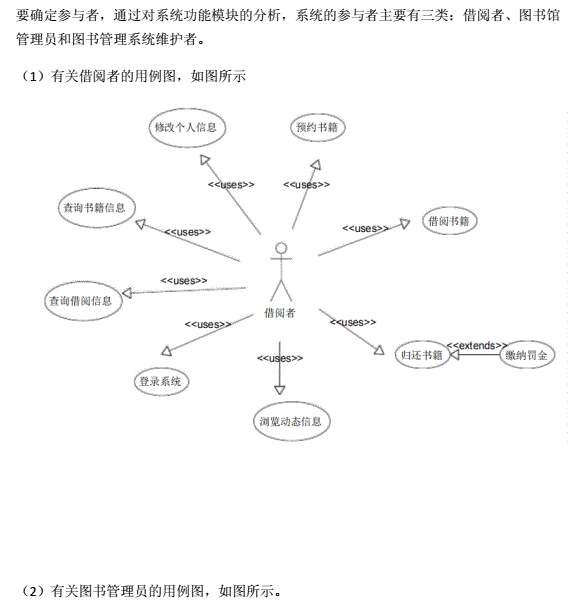 要确定参与者，通过对系统功能模块的分析，系统的参与者主要有三类：借阅者、图书馆
管理员和图书管理系统维护者。
（1）有关借阅者的用例图，如图所示
修改个人信息
预约书籍
<<uses>>
<<uses>>
查询书籍信息
<<uses>>
<<uses>>
借阅书籍
查询借阅信息
<<uses>>
借阅者
<<uses>>
<<uses>>
归还书籍
<<extends>>
缴纳罚金
登录系统
<<uses>>
浏览动态信息
（2）有关图书管理员的用例图，如图所示。